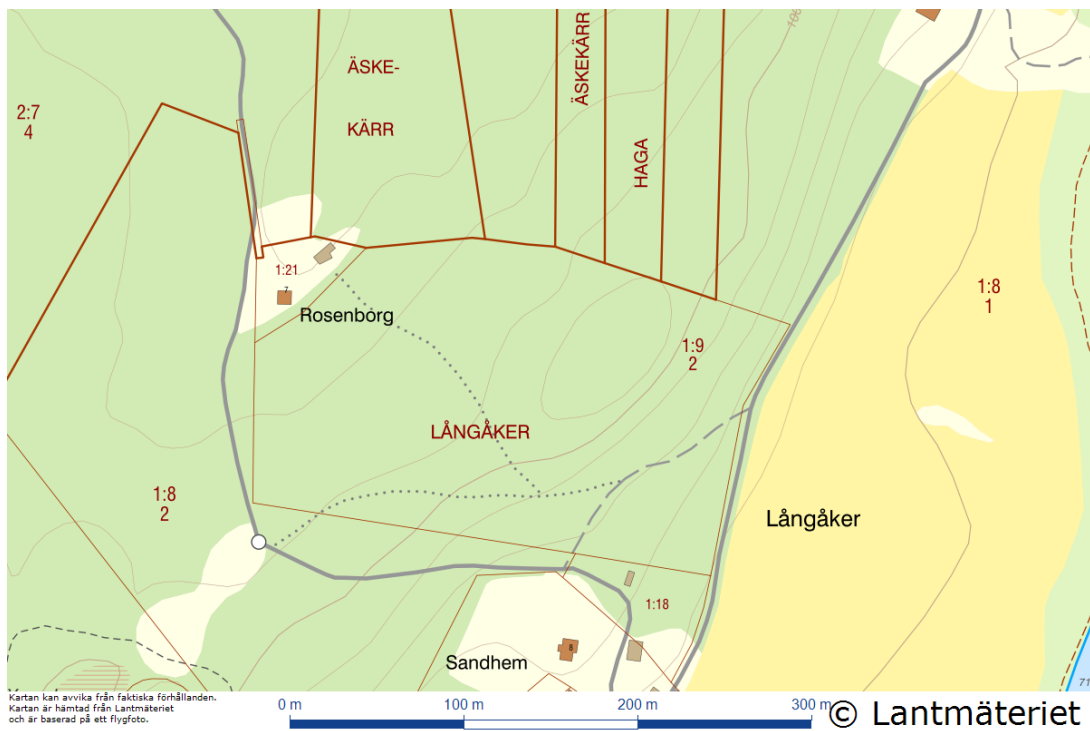 106
ÄSKE-
KÄRR
ÄSKEKÄRR
HAGA
2:7
4
1:21
7
Rosenborg
1:8
1
1:9
2
LÅNGÅKER
1:8
2
Långåker
1:18
8
Sandhem
71
Kartan kan avvika från faktiska förhållanden.
Kartan är hämtad från Lantmäteriet
och är baserad på ett flygfoto.
0 m
100 m
200 m
300 m
© Lantmäteriet